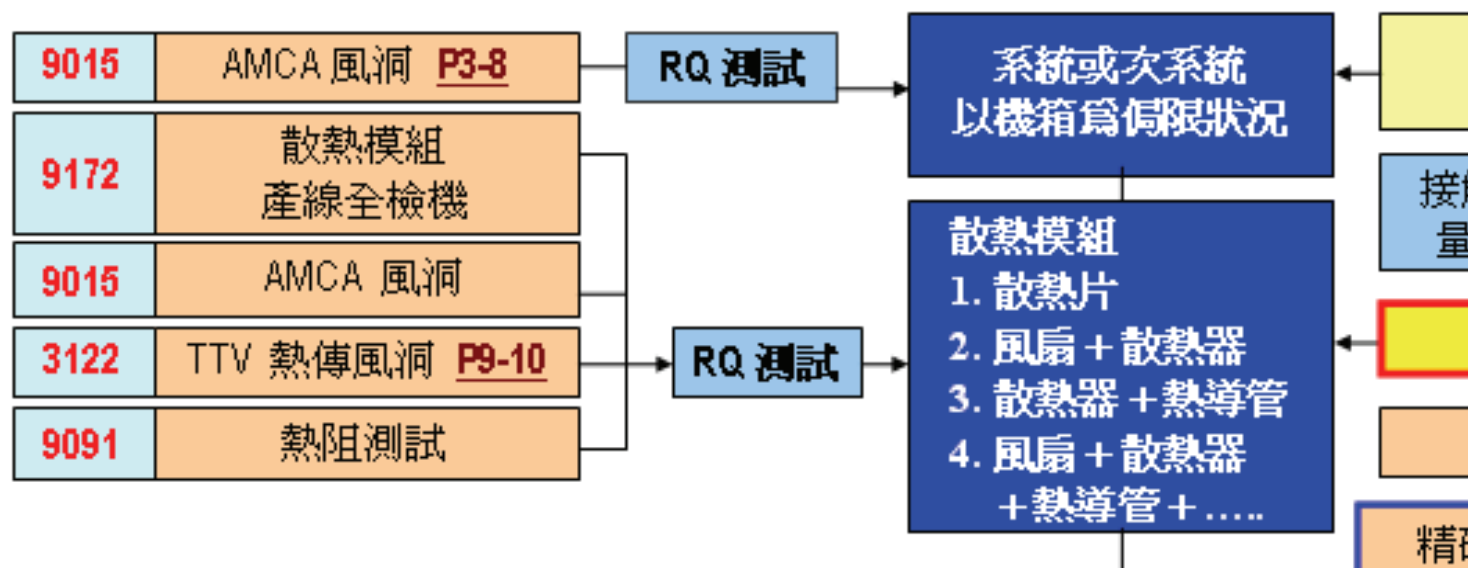 9015 AMCA 風洞 P3-8
RQ 測試
9172 散熱模組
產線全檢機
9015 AMCA 風洞
3122 TTV 熱傳風洞 P9-10
9091 熱阻測試
RQ 測試
系統或次系統
以機箱為侷限狀況
散熱模組
1. 散熱片
2. 風扇+散熱器
3. 散熱器+熱導管
4. 風扇+散熱器
+熱導管+.....
接
量
精